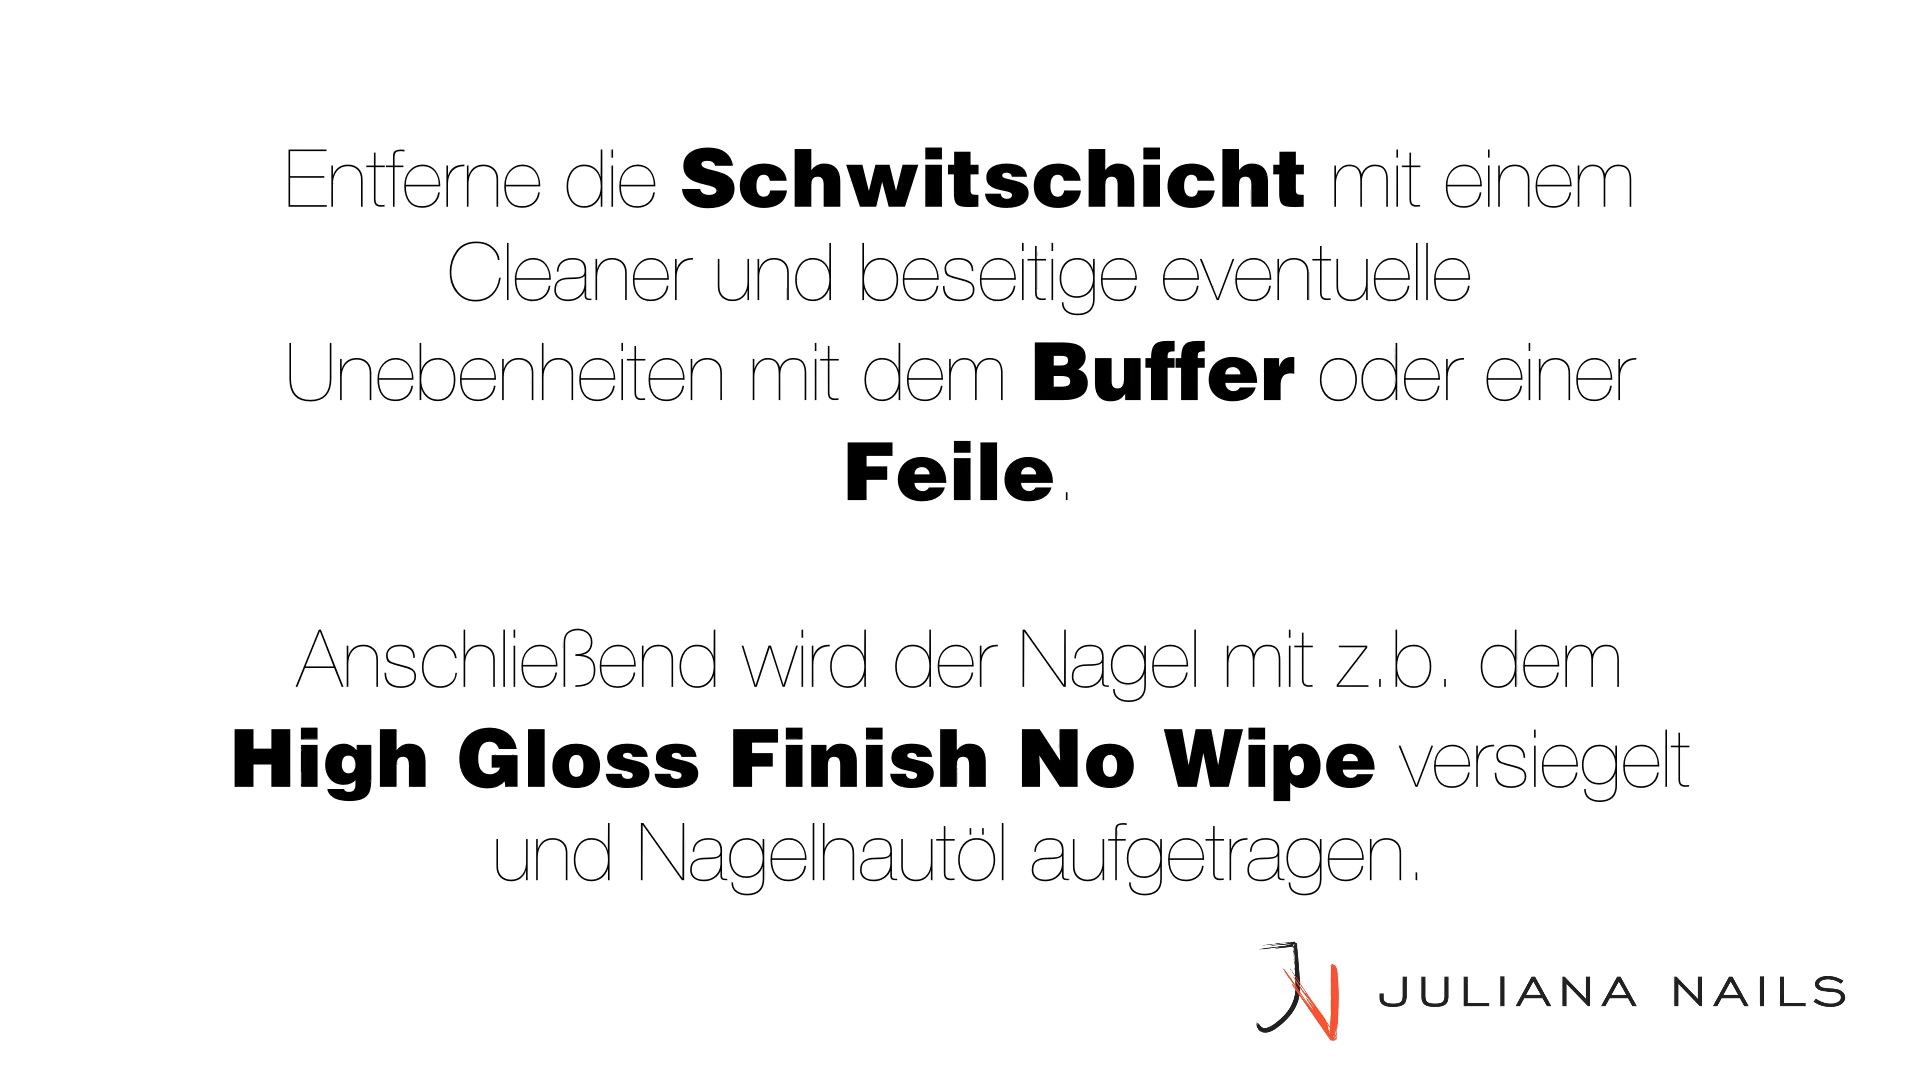 Entferne die Schwitschicht mit einem
Cleaner und beseitige eventuelle
Unebenheiten mit dem Buffer oder einer
Feile.
Anschließend wird der Nagel mit z.b. dem
High Gloss Finish No Wipe versiegelt
und Nagelhautöl aufgetragen.
JN JULIANA NAILS